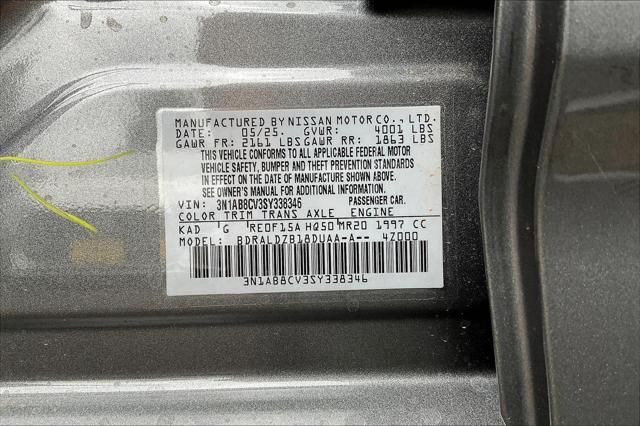 MANUFACTURED BY NISSAN MOTOR CO., LTD.
DATE: 05/25. GVWR: 4001 LBS
GAWR FR: 2161 LBS GAWR RR: 1863 LBS
THIS VEHICLE CONFORMS TO ALL APPLICABLE FEDERAL MOTOR
VEHICLE SAFETY, BUMPER AND THEFT PREVENTION STANDARDS
IN EFFECT ON THE DATE OF MANUFACTURE SHOWN ABOVE.
SEE OWNER'S MANUAL FOR ADDITIONAL INFORMATION.
VIN: 3N1AB8CV3SY338346 PASSENGER CAR.
COLOR TRIM TRANS AXLE ENGINE
KAD G RE0F15A HQ50 MR20 1997 CC
MODEL: BDRALDZB18DUAA-A-- 4Z000
3N1AB8CV3SY338346